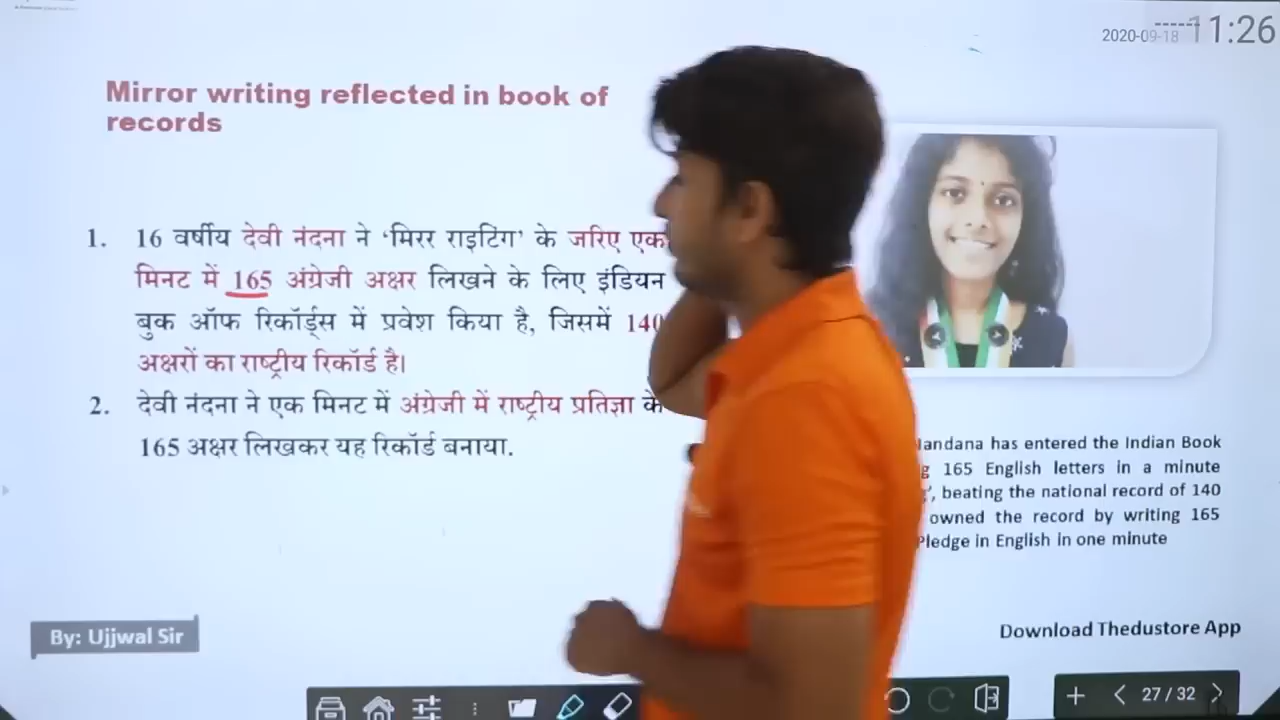 2020-09-18 11:26
Mirror writing reflected in book of
records
1. 16 वर्षीय देवी नंदना ने ‘मिरर राइटिंग’ के जरिए एक
मिनट में 165 अंग्रेजी अक्षर लिखने के लिए इंडियन
बुक ऑफ रिकॉर्ड्स में प्रवेश किया है, जिसमें 140
अक्षरों का राष्ट्रीय रिकॉर्ड है।
2. देवी नंदना ने एक मिनट में अंग्रेजी में राष्ट्रीय प्रतिज्ञा के
165 अक्षर लिखकर यह रिकॉर्ड बनाया.
Nandana has entered the Indian Book
165 English letters in a minute
, beating the national record of 140
owned the record by writing 165
Pledge in English in one minute
By: Ujjwal Sir
Download Thedustore App
27 / 32